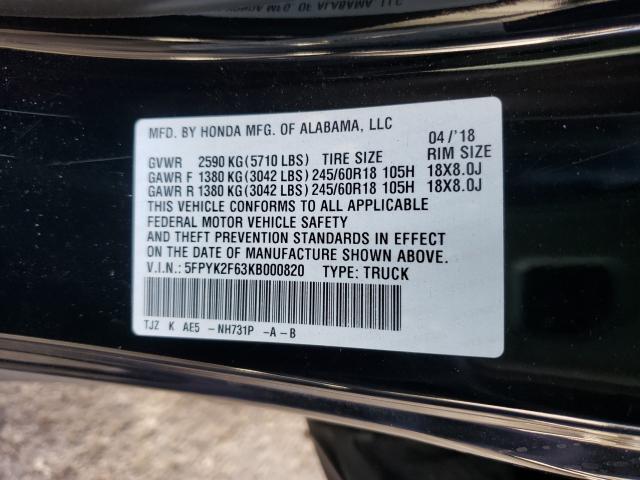 MFD. BY HONDA MFG. OF ALABAMA, LLC 04/'18
GVWR 2590 KG (5710 LBS) TIRE SIZE RIM SIZE
GAWR F 1380 KG (3042 LBS) 245/60R18 105H 18X8.0J
GAWR R 1380 KG (3042 LBS) 245/60R18 105H 18X8.0J
THIS VEHICLE CONFORMS TO ALL APPLICABLE
FEDERAL MOTOR VEHICLE SAFETY
AND THEFT PREVENTION STANDARDS IN EFFECT
ON THE DATE OF MANUFACTURE SHOWN ABOVE.
V.I.N.: 5FPYK2F63KB000820 TYPE: TRUCK
TJZ K AE5 -NH731P -A-B